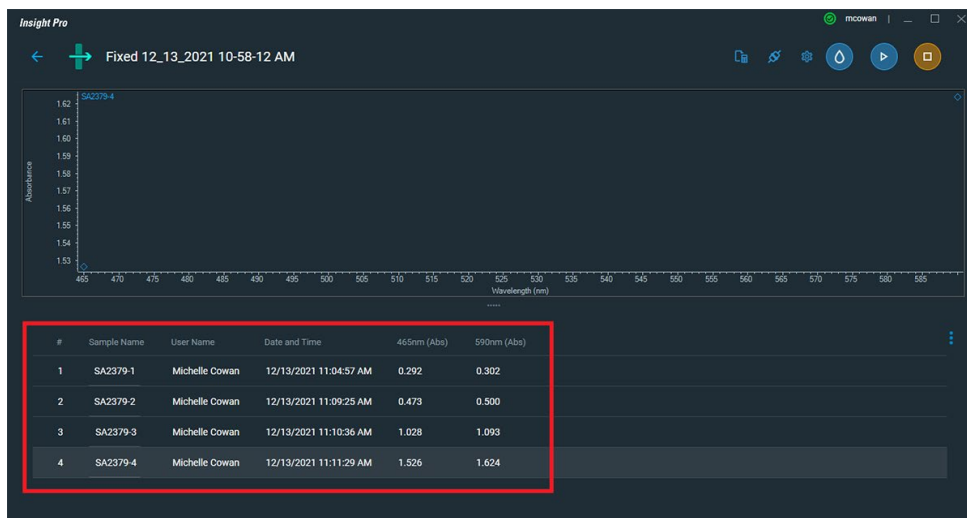 Insight Pro
mcowan
Fixed 12_13_2021 10-58-12 AM
SA2379-4
1.62
1.61
1.60
1.59
1.58
1.57
1.56
1.55
1.54
1.53
Absorbance
465 470 475 480 485 490 495 500 505 510 515 520 525 530 535 540 545 550 555 560 565 570 575 580 585
Wavelength (nm)
# Sample Name User Name Date and Time 465nm (Abs) 590nm (Abs)
1 SA2379-1 Michelle Cowan 12/13/2021 11:04:57 AM 0.292 0.302
2 SA2379-2 Michelle Cowan 12/13/2021 11:09:25 AM 0.473 0.500
3 SA2379-3 Michelle Cowan 12/13/2021 11:10:36 AM 1.028 1.093
4 SA2379-4 Michelle Cowan 12/13/2021 11:11:29 AM 1.526 1.624